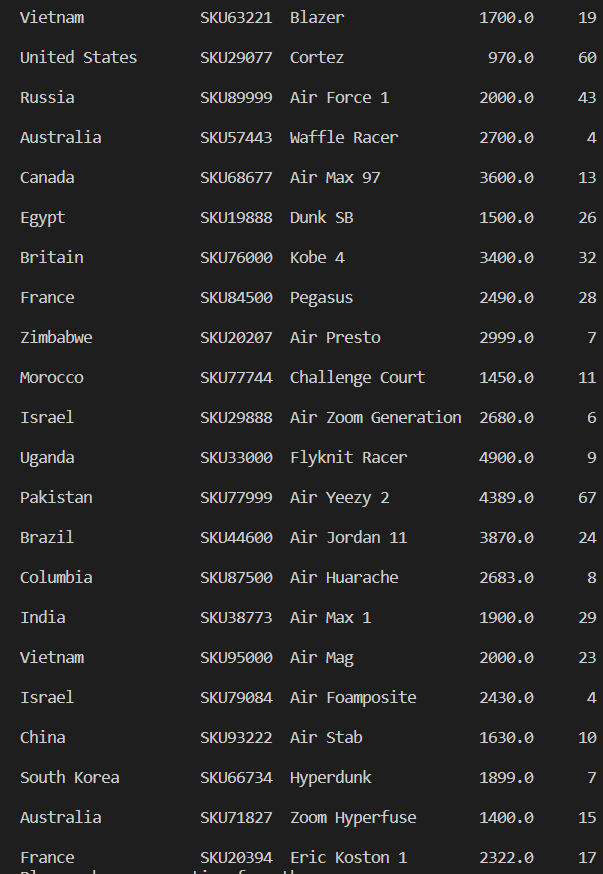 Vietnam SKU63221 Blazer 1700.0 19
United States SKU29077 Cortez 970.0 60
Russia SKU89999 Air Force 1 2000.0 43
Australia SKU57443 Waffle Racer 2700.0 4
Canada SKU68677 Air Max 97 3600.0 13
Egypt SKU19888 Dunk SB 1500.0 26
Britain SKU76000 Kobe 4 3400.0 32
France SKU84500 Pegasus 2490.0 28
Zimbabwe SKU20207 Air Presto 2999.0 7
Morocco SKU77744 Challenge Court 1450.0 11
Israel SKU29888 Air Zoom Generation 2680.0 6
Uganda SKU33000 Flyknit Racer 4900.0 9
Pakistan SKU77999 Air Yeezy 2 4389.0 67
Brazil SKU44600 Air Jordan 11 3870.0 24
Columbia SKU87500 Air Huarache 2683.0 8
India SKU38773 Air Max 1 1900.0 29
Vietnam SKU95000 Air Mag 2000.0 23
Israel SKU79084 Air Foamposite 2430.0 4
China SKU93222 Air Stab 1630.0 10
South Korea SKU66734 Hyperdunk 1899.0 7
Australia SKU71827 Zoom Hyperfuse 1400.0 15
France SKU20394 Eric Koston 1 2322.0 17